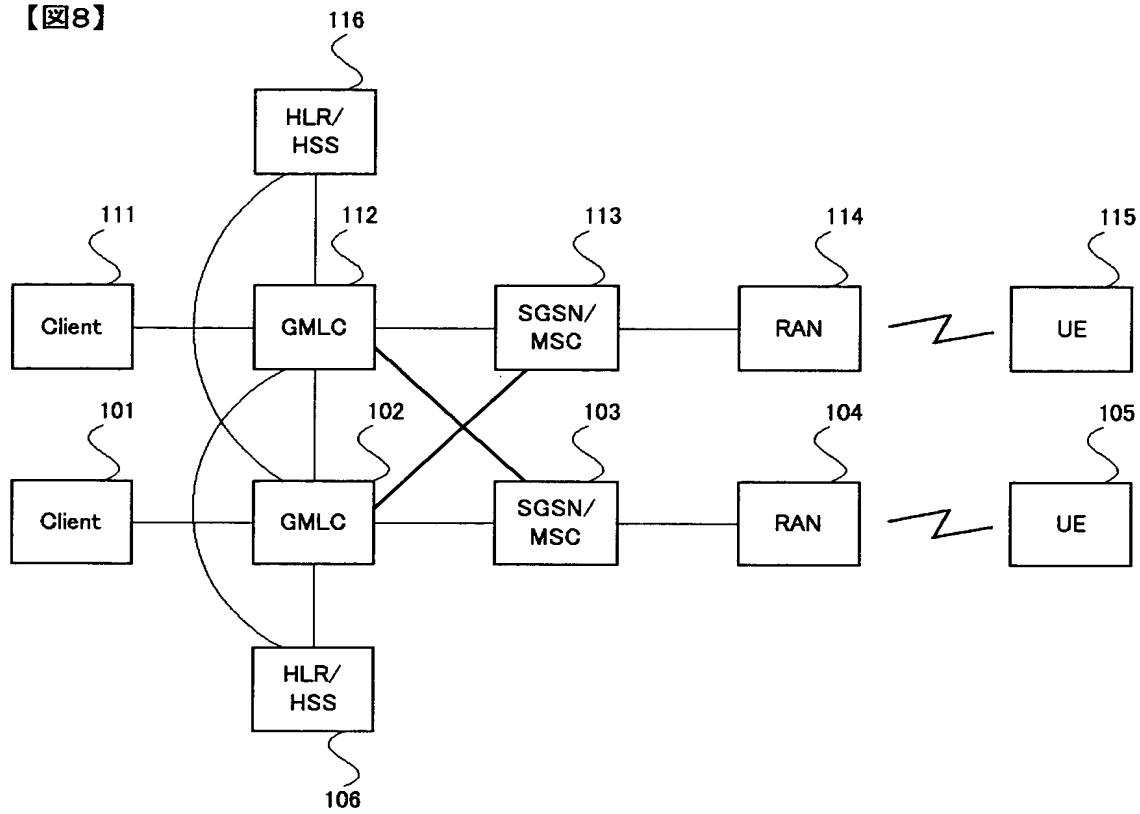 【図8】
116
HLR/
HSS
111
112
113
114
115
Client
GMLC
SGSN/
MSC
RAN
UE
101
102
103
104
105
Client
GMLC
SGSN/
MSC
RAN
UE
HLR/
HSS
106